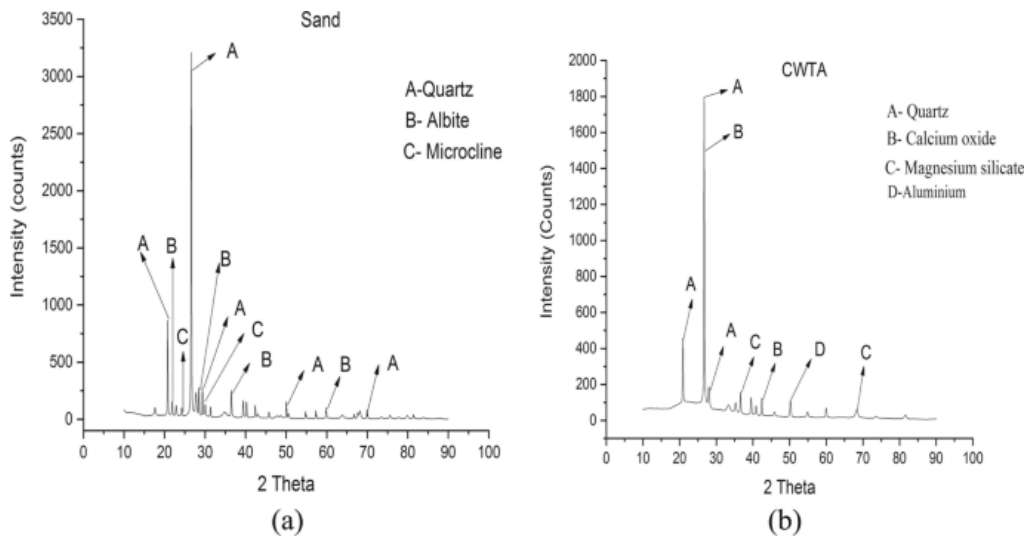 Sand
3500
3000
2500
2000
1500
1000
500
0
Intensity (counts)
A
A-Quartz
B- Albite
C- Microcline
A
B
B
C
A
C
B
A
B
A
0 10 20 30 40 50 60 70 80 90 100
2 Theta
(a)
CWTA
2000
1800
1600
1400
1200
1000
800
600
400
200
0
Intensity (Counts)
A
B
A- Quartz
B- Calcium oxide
C- Magnesium silicate
D-Aluminium
A
A
C
B
D
C
0 10 20 30 40 50 60 70 80 90 100
2 Theta
(b)